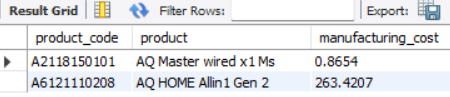 Result Grid Filter Rows: Export:
product_code product manufacturing_cost
A2118150101 AQ Master wired x1 Ms 0.8654
A6121110208 AQ HOME Allin1 Gen 2 263.4207